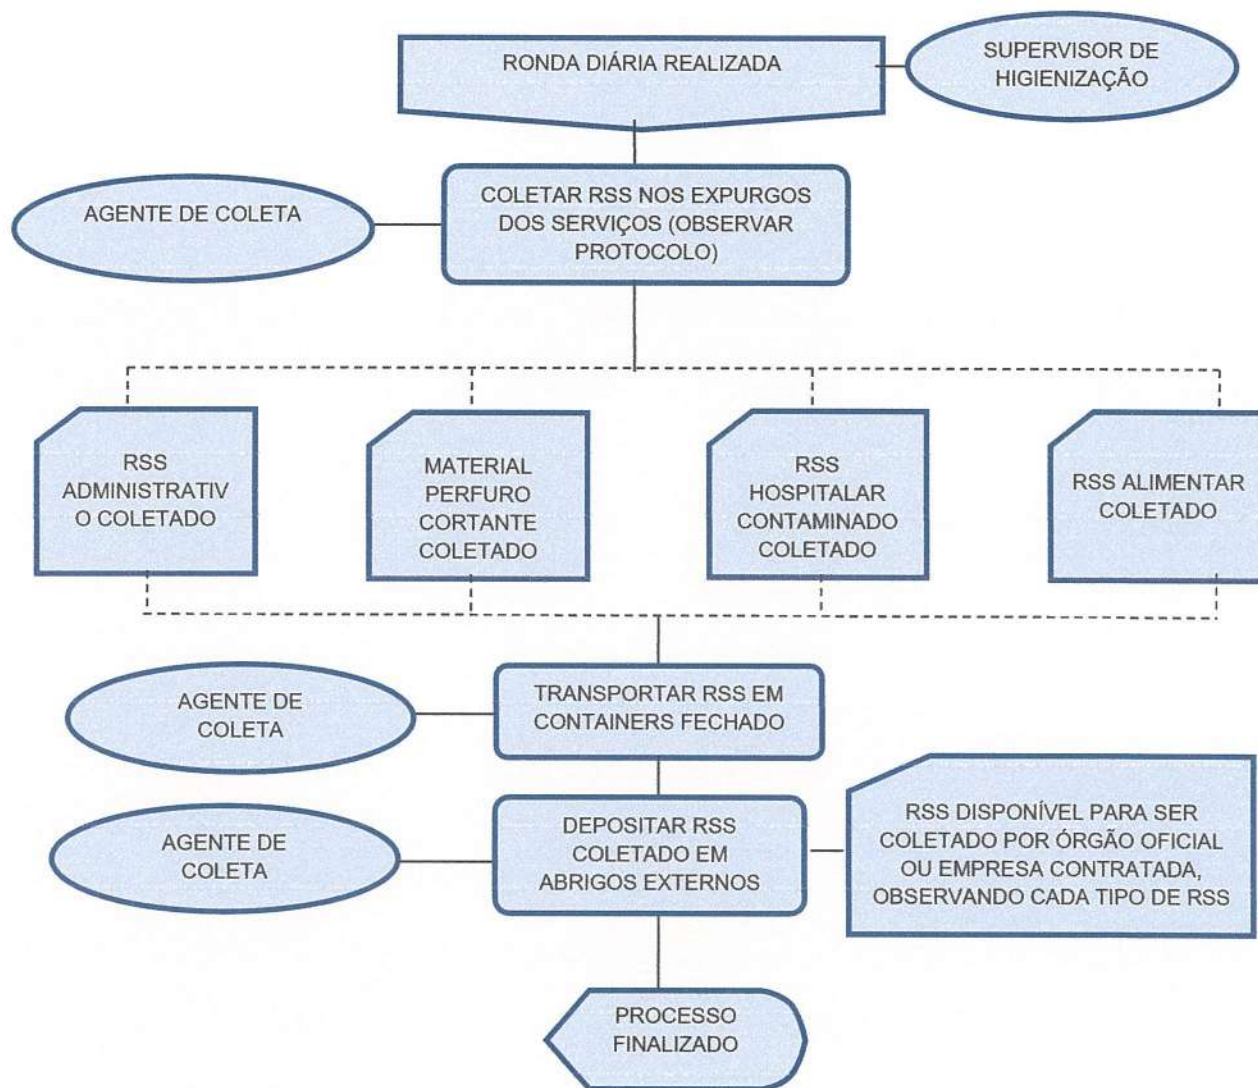 RONDA DIÁRIA REALIZADA
SUPERVISOR DE
HIGIENIZAÇÃO
AGENTE DE COLETA
COLETAR RSS NOS EXPURGOS
DOS SERVIÇOS (OBSERVAR
PROTOCOLO)
RSS
ADMINISTRATIV
O COLETADO
MATERIAL
PERFURO
CORTANTE
COLETADO
RSS
HOSPITALAR
CONTAMINADO
COLETADO
RSS ALIMENTAR
COLETADO
AGENTE DE
COLETA
TRANSPORTAR RSS EM
CONTAINERS FECHADO
AGENTE DE
COLETA
DEPOSITAR RSS
COLETADO EM
ABRIGOS EXTERNOS
RSS DISPONÍVEL PARA SER
COLETADO POR ÓRGÃO OFICIAL
OU EMPRESA CONTRATADA,
OBSERVANDO CADA TIPO DE RSS
PROCESSO
FINALIZADO